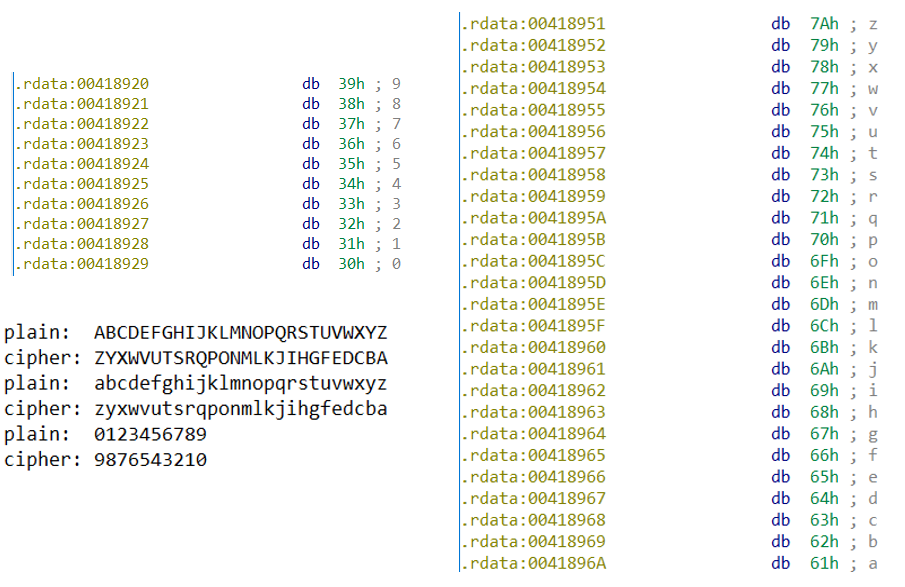 .rdata:00418920 db 39h ; 9
.rdata:00418921 db 38h ; 8
.rdata:00418922 db 37h ; 7
.rdata:00418923 db 36h ; 6
.rdata:00418924 db 35h ; 5
.rdata:00418925 db 34h ; 4
.rdata:00418926 db 33h ; 3
.rdata:00418927 db 32h ; 2
.rdata:00418928 db 31h ; 1
.rdata:00418929 db 30h ; 0
plain: ABCDEFGHIJKLMNOPQRSTUVWXYZ
cipher: ZYXWVUTSRQPONMLKJIHGFEDCBA
plain: abcdefghijklmnopqrstuvwxyz
cipher: zyxwvutsrqponmlkjihgfedcba
plain: 0123456789
cipher: 9876543210
.rdata:00418951 db 7Ah ; z
.rdata:00418952 db 79h ; y
.rdata:00418953 db 78h ; x
.rdata:00418954 db 77h ; w
.rdata:00418955 db 76h ; v
.rdata:00418956 db 75h ; u
.rdata:00418957 db 74h ; t
.rdata:00418958 db 73h ; s
.rdata:00418959 db 72h ; r
.rdata:0041895A db 71h ; q
.rdata:0041895B db 70h ; p
.rdata:0041895C db 6Fh ; o
.rdata:0041895D db 6Eh ; n
.rdata:0041895E db 6Dh ; m
.rdata:0041895F db 6Ch ; l
.rdata:00418960 db 6Bh ; k
.rdata:00418961 db 6Ah ; j
.rdata:00418962 db 69h ; i
.rdata:00418963 db 68h ; h
.rdata:00418964 db 67h ; g
.rdata:00418965 db 66h ; f
.rdata:00418966 db 65h ; e
.rdata:00418967 db 64h ; d
.rdata:00418968 db 63h ; c
.rdata:00418969 db 62h ; b
.rdata:0041896A db 61h ; a